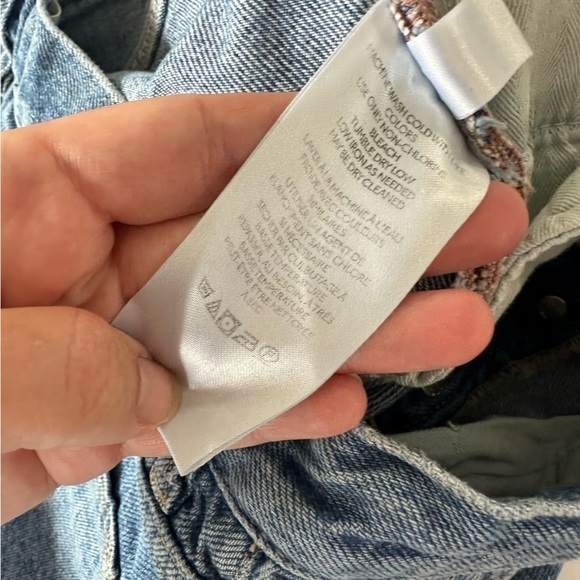 MACHINE WASH COLD WITH LIKE
COLORS
USE ONLY NON-CHLORINE
BLEACH
TUMBLE DRY LOW
LOW IRON AS NEEDED
MAY BE DRY CLEANED
LAVER A LA MACHINE A L'EAU
FROIDE AVEC COULEURS
SIMILAIRES
UTILISER UN AGENT DE
BLANCHIMENT SANS CHLORE
SI NECESSAIRE
SECHER PAR CULBUTAGE A
BASSE TEMPERATURE
REPASSER AU BESOIN A TRES
BASSE TEMPERATURE
PEUT ETRE NETTOYE
A SEC
P